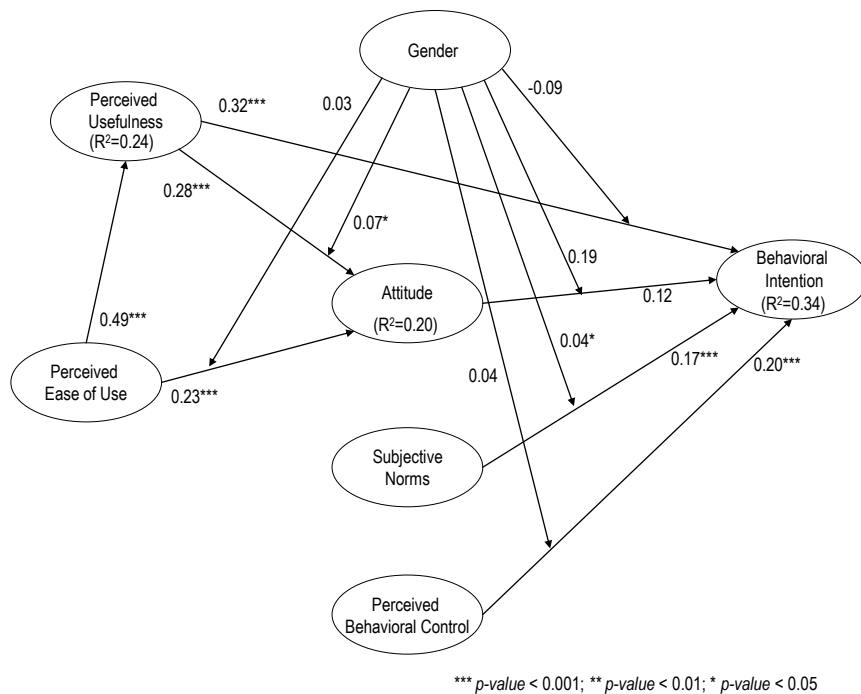 Gender
-0.09
Perceived
Usefulness
(R²=0.24)
0.32***
0.03
0.28***
0.07*
0.19
Behavioral
Intention
(R²=0.34)
Attitude
(R²=0.20)
0.12
0.49***
0.04*
0.17***
0.20***
0.04
Perceived
Ease of Use
0.23***
Subjective
Norms
Perceived
Behavioral Control
*** p-value < 0.001; ** p-value < 0.01; * p-value < 0.05